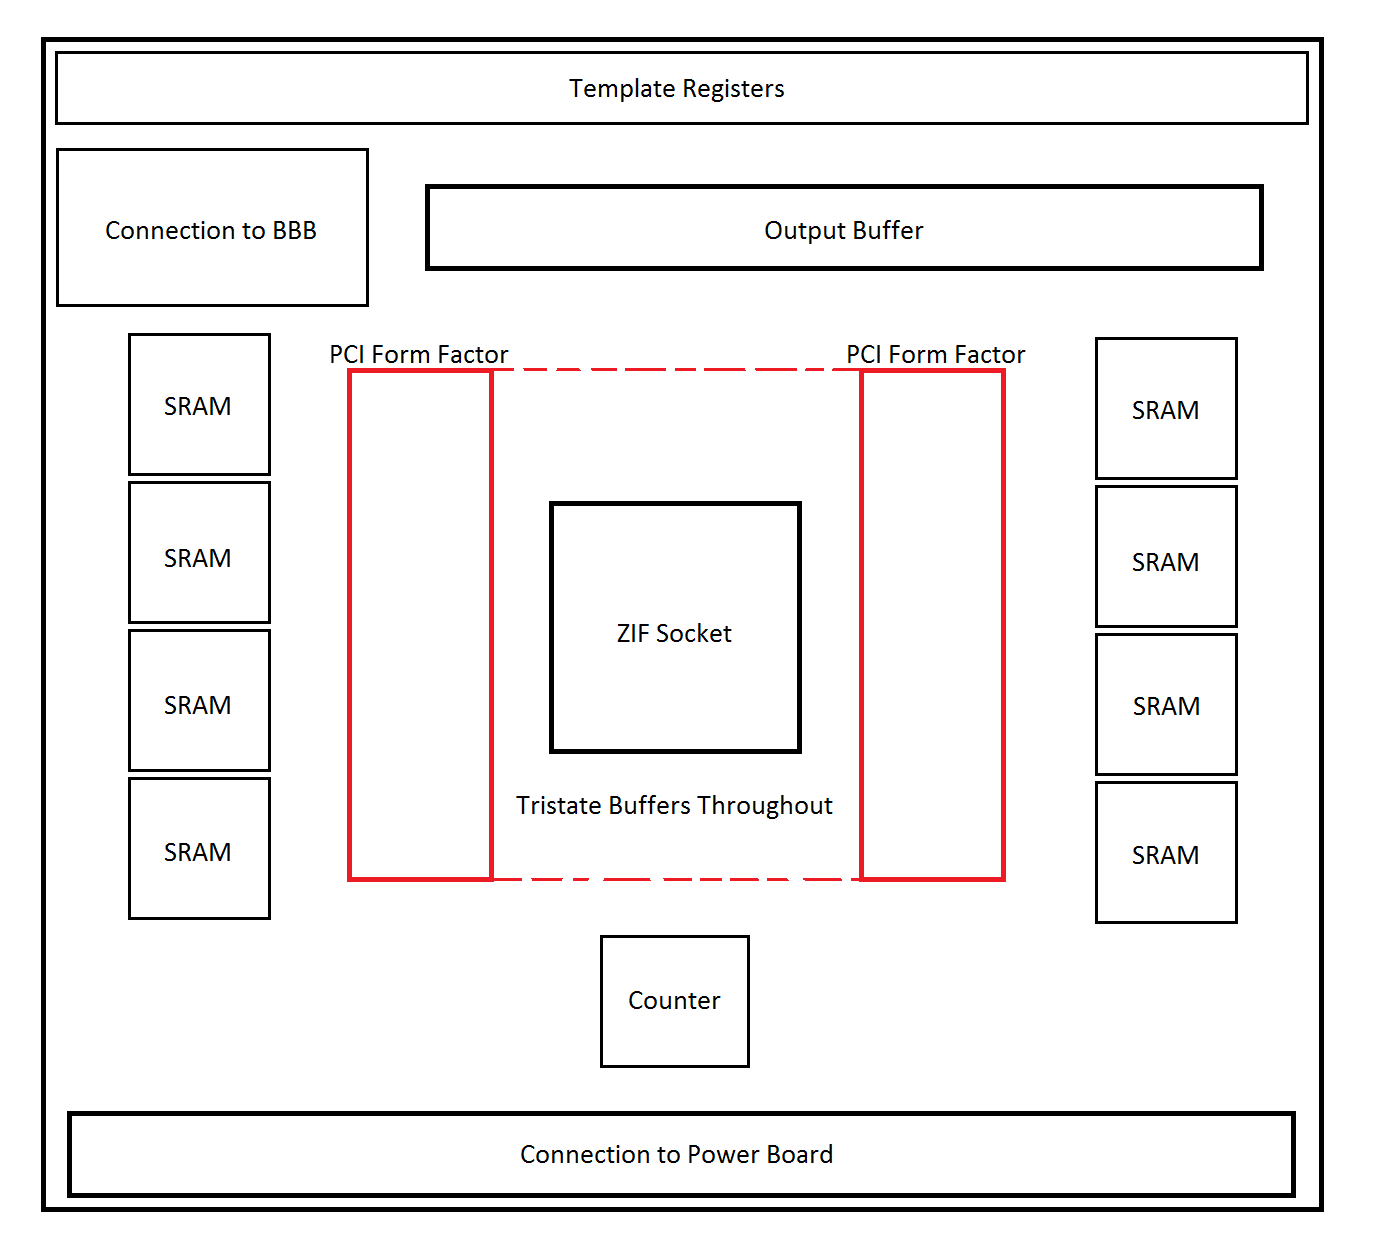 Template Registers
Connection to BBB
Output Buffer
PCI Form Factor
PCI Form Factor
SRAM
SRAM
SRAM
SRAM
ZIF Socket
SRAM
SRAM
SRAM
SRAM
Tristate Buffers Throughout
Counter
Connection to Power Board